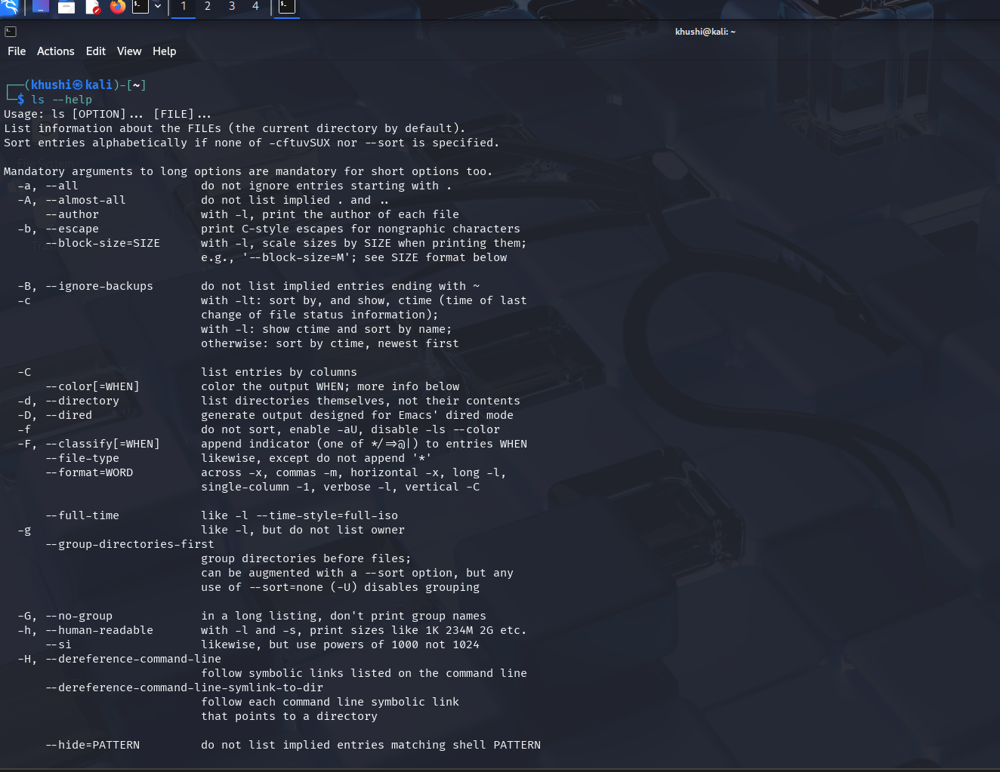 1 2 3 4
khushi@kali: ~
File Actions Edit View Help
┌──(khushi㉿kali)-[~]
└─$ ls --help
Usage: ls [OPTION]... [FILE]...
List information about the FILEs (the current directory by default).
Sort entries alphabetically if none of -cftuvSUX nor --sort is specified.
Mandatory arguments to long options are mandatory for short options too.
-a, --all do not ignore entries starting with .
-A, --almost-all do not list implied . and ..
--author with -l, print the author of each file
-b, --escape print C-style escapes for nongraphic characters
--block-size=SIZE with -l, scale sizes by SIZE when printing them;
e.g., '--block-size=M'; see SIZE format below
-B, --ignore-backups do not list implied entries ending with ~
-c with -lt: sort by, and show, ctime (time of last
change of file status information);
with -l: show ctime and sort by name;
otherwise: sort by ctime, newest first
-C list entries by columns
--color[=WHEN] color the output WHEN; more info below
-d, --directory list directories themselves, not their contents
-D, --dired generate output designed for Emacs' dired mode
-f do not sort, enable -aU, disable -ls --color
-F, --classify[=WHEN] append indicator (one of */=>@|) to entries WHEN
--file-type likewise, except do not append '*'
--format=WORD across -x, commas -m, horizontal -x, long -l,
single-column -1, verbose -l, vertical -C
--full-time like -l --time-style=full-iso
-g like -l, but do not list owner
--group-directories-first
group directories before files;
can be augmented with a --sort option, but any
use of --sort=none (-U) disables grouping
-G, --no-group in a long listing, don't print group names
-h, --human-readable with -l and -s, print sizes like 1K 234M 2G etc.
--si likewise, but use powers of 1000 not 1024
-H, --dereference-command-line
follow symbolic links listed on the command line
--dereference-command-line-symlink-to-dir
follow each command line symbolic link
that points to a directory
--hide=PATTERN do not list implied entries matching shell PATTERN